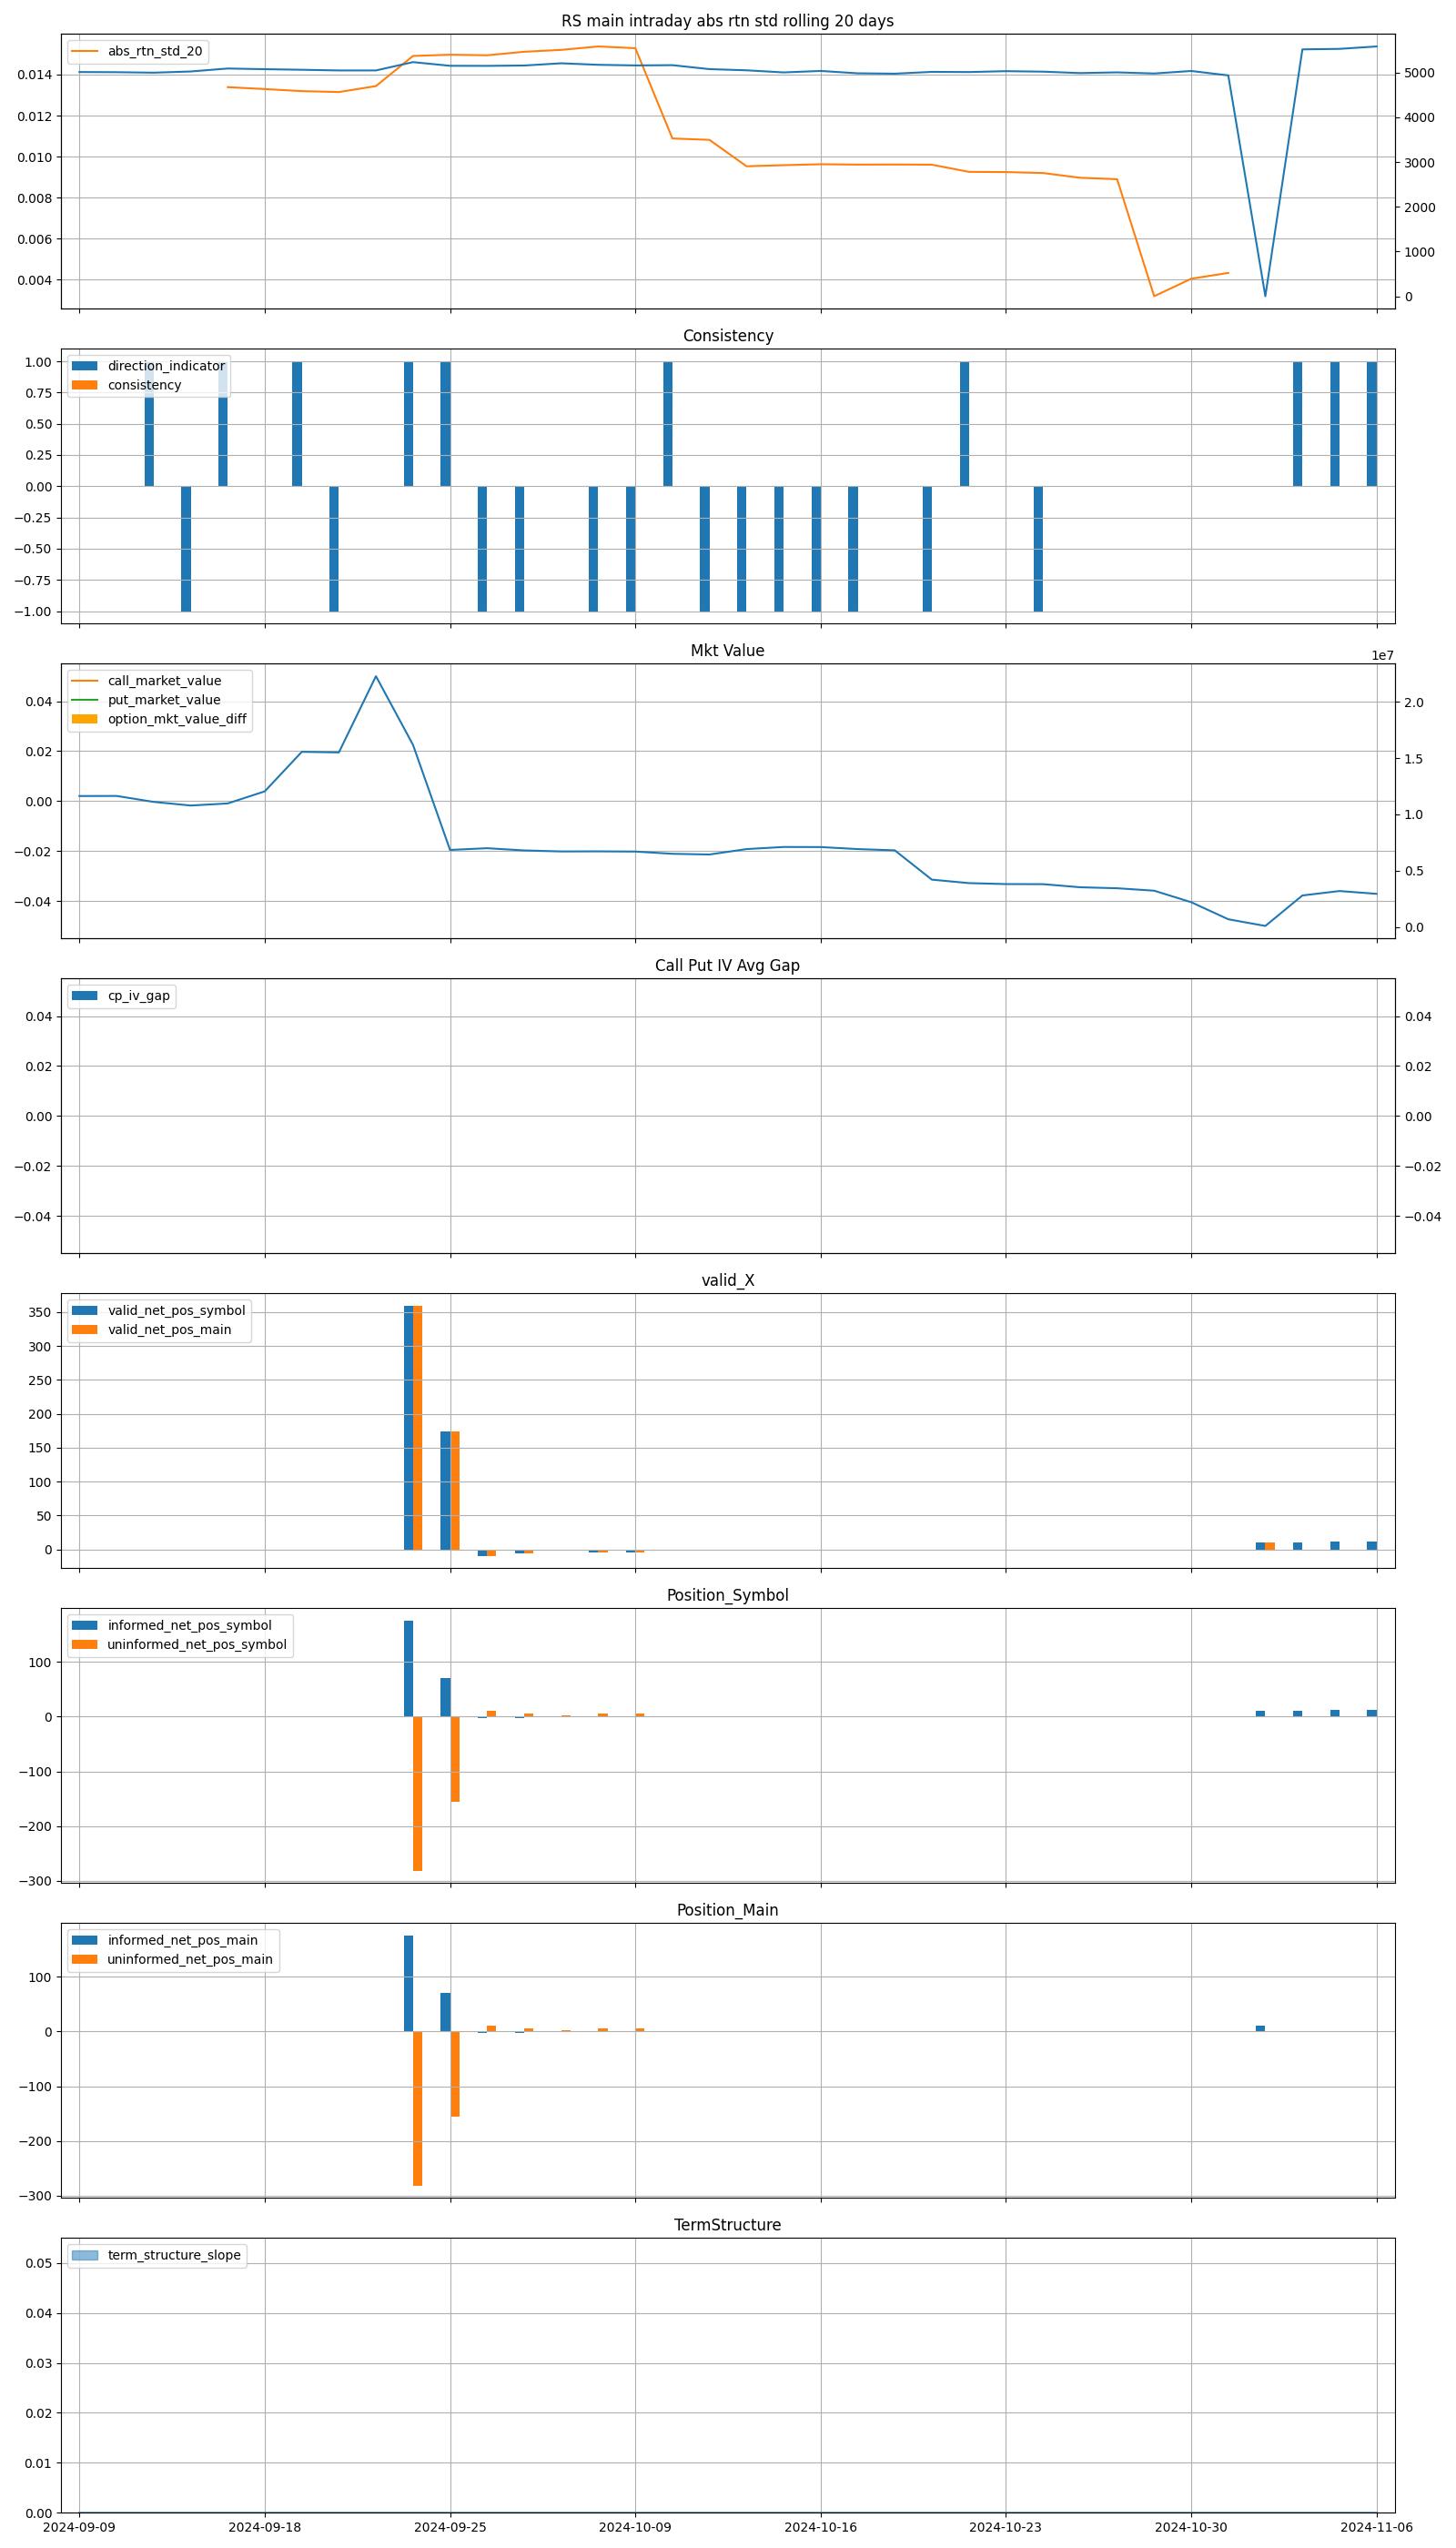 RS main intraday abs rtn std rolling 20 days
abs_rtn_std_20
0.014
0.012
0.010
0.008
0.006
0.004
5000
4000
3000
2000
1000
0
Consistency
direction_indicator
consistency
1.00
0.75
0.50
0.25
0.00
−0.25
−0.50
−0.75
−1.00
Mkt Value
1e7
call_market_value
put_market_value
option_mkt_value_diff
0.04
0.02
0.00
−0.02
−0.04
2.0
1.5
1.0
0.5
0.0
Call Put IV Avg Gap
cp_iv_gap
0.04
0.02
0.00
−0.02
−0.04
0.04
0.02
0.00
−0.02
−0.04
valid_X
valid_net_pos_symbol
valid_net_pos_main
350
300
250
200
150
100
50
0
Position_Symbol
informed_net_pos_symbol
uninformed_net_pos_symbol
100
0
−100
−200
−300
Position_Main
informed_net_pos_main
uninformed_net_pos_main
100
0
−100
−200
−300
TermStructure
term_structure_slope
0.05
0.04
0.03
0.02
0.01
0.00
2024-09-09 2024-09-18 2024-09-25 2024-10-09 2024-10-16 2024-10-23 2024-10-30 2024-11-06